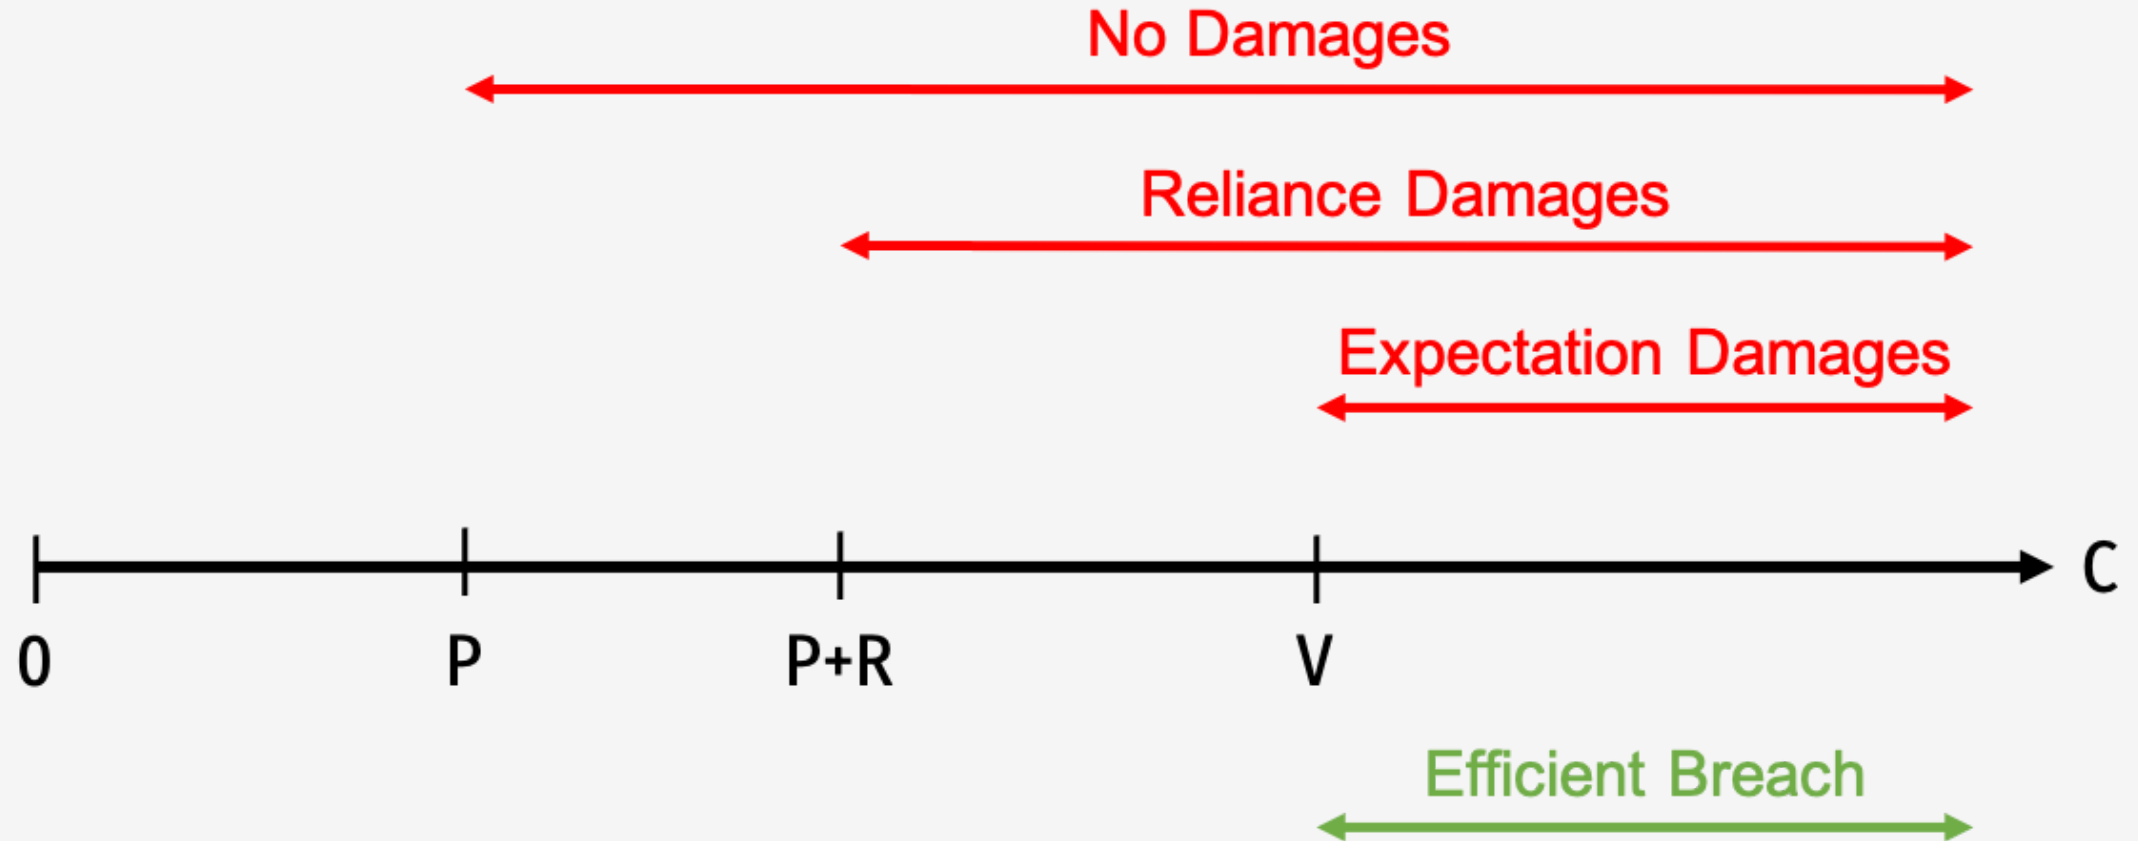 No Damages
Reliance Damages
Expectation Damages
C
0 P P+R V
Efficient Breach